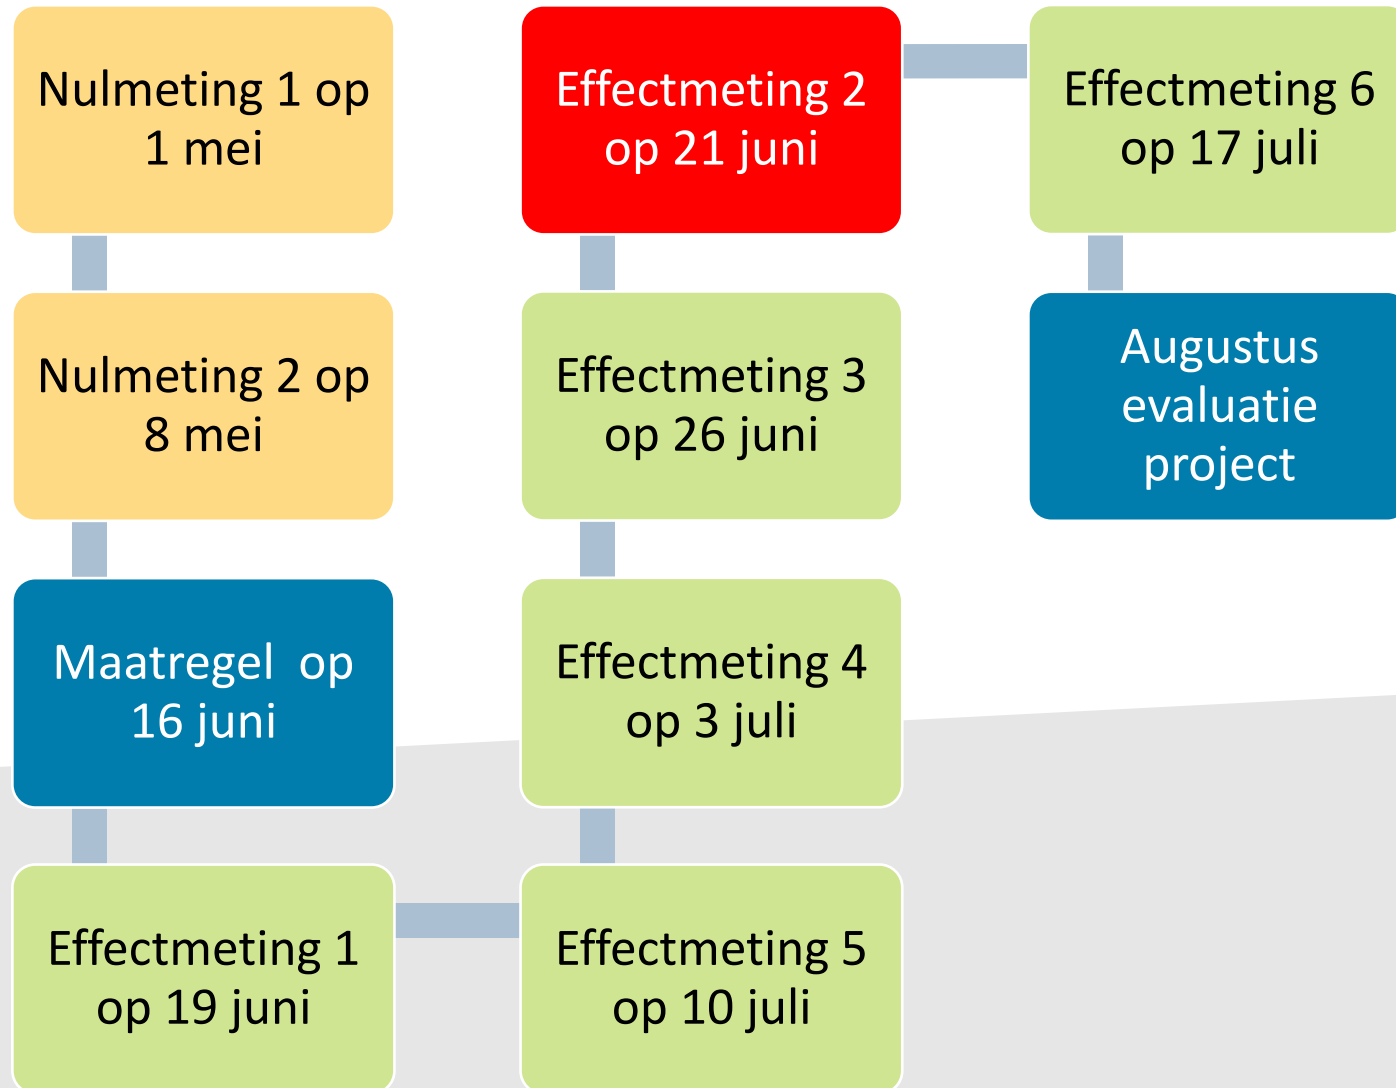 Nulmeting 1 op
1 mei
Nulmeting 2 op
8 mei
Maatregel  op
16 juni
Effectmeting 1
op 19 juni
Effectmeting 2
op 21 juni
Effectmeting 3
op 26 juni
Effectmeting 4
op 3 juli
Effectmeting 5
op 10 juli
Effectmeting 6
op 17 juli
Augustus
evaluatie
project